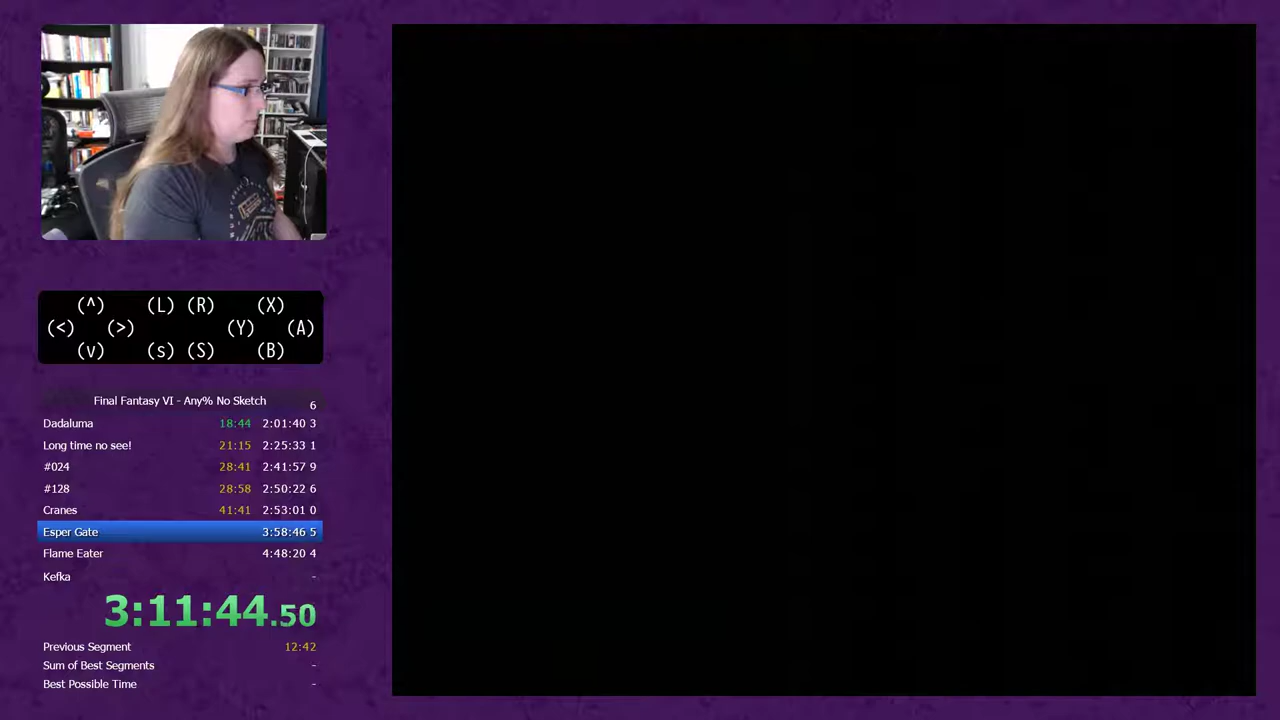 (^) (L) (R) (X)
(<) (>) (Y) (A)
(v) (s) (S) (B)
Final Fantasy VI - Any% No Sketch 6
Dadaluma 18:44 2:01:40 3
Long time no see! 21:15 2:25:33 1
#024 28:41 2:41:57 9
#128 28:58 2:50:22 6
Cranes 41:41 2:53:01 0
Esper Gate 3:58:46 5
Flame Eater 4:48:20 4
Kefka -
3:11:44.50
Previous Segment 12:42
Sum of Best Segments -
Best Possible Time -